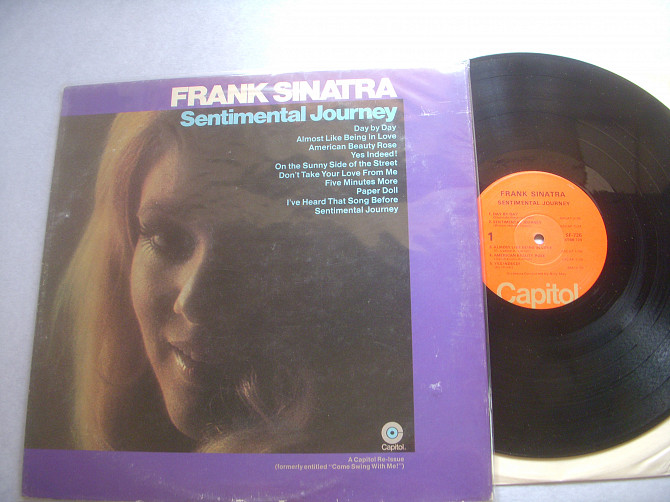 FRANK SINATRA
Sentimental Journey
Day by Day
Almost Like Being in Love
American Beauty Rose
Yes Indeed!
On the Sunny Side of the Street
Don't Take Your Love From Me
Five Minutes More
Paper Doll
I've Heard That Song Before
Sentimental Journey
Capitol.
A Capitol Re-issue
(formerly entitled "Come Swing With Me!")
FRANK SINATRA
SENTIMENTAL JOURNEY
1
Capitol